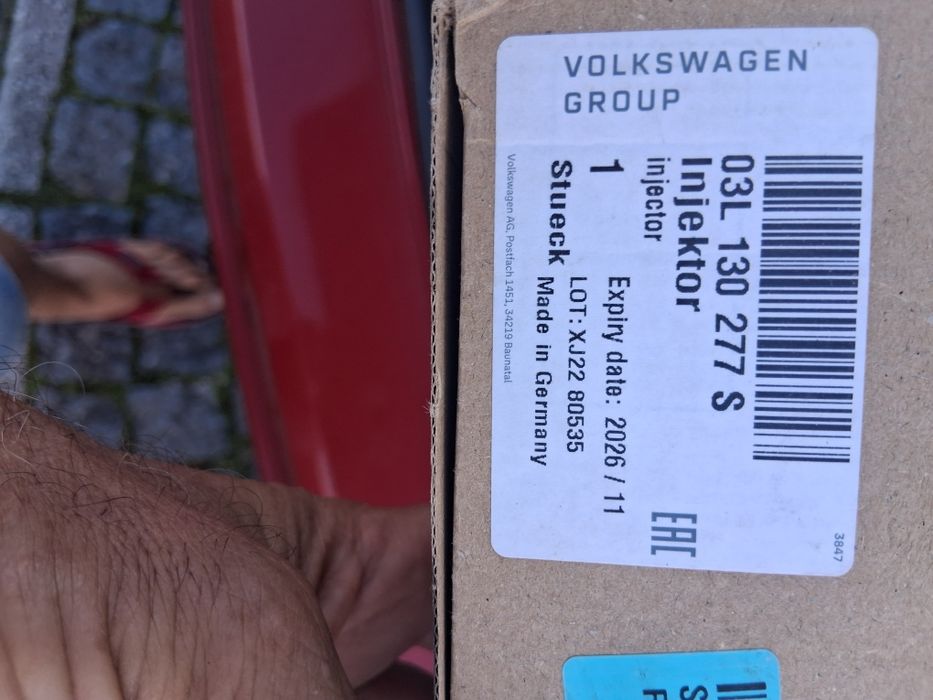 VOLKSWAGEN
GROUP
03L 130 277 S
Injektor
injector
1
Stueck
Expiry date: 2026 / 11
LOT: XJ22 80535
Made in Germany
Volkswagen AG, Postfach 1451, 34219 Baunatal
EAC
3847